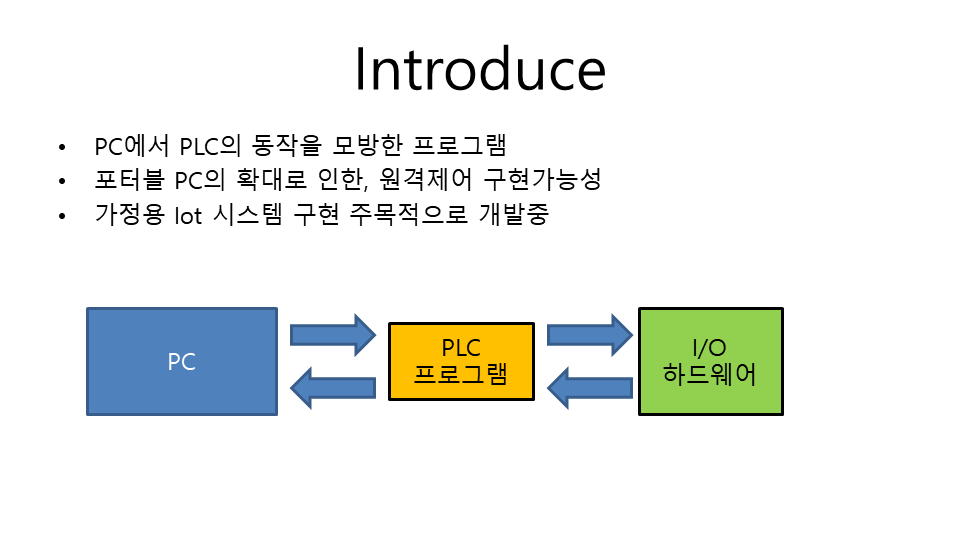 Introduce
• PC에서 PLC의 동작을 모방한 프로그램
• 포터블 PC의 확대로 인한, 원격제어 구현가능성
• 가정용 Iot 시스템 구현 주목적으로 개발중
PC
PLC
프로그램
I/O
하드웨어